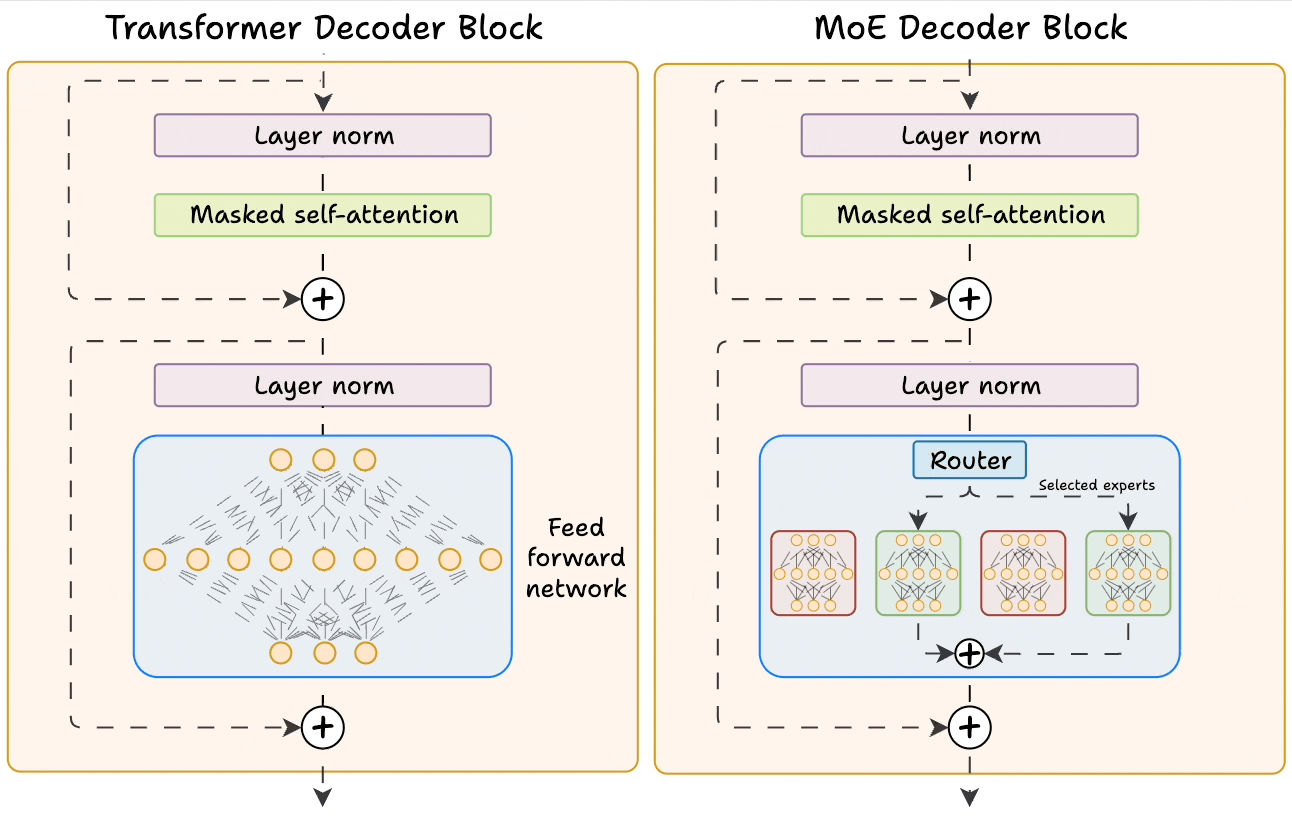 Transformer Decoder Block
Layer norm
Masked self-attention
Layer norm
Feed
forward
network
MoE Decoder Block
Layer norm
Masked self-attention
Layer norm
Router
Selected experts